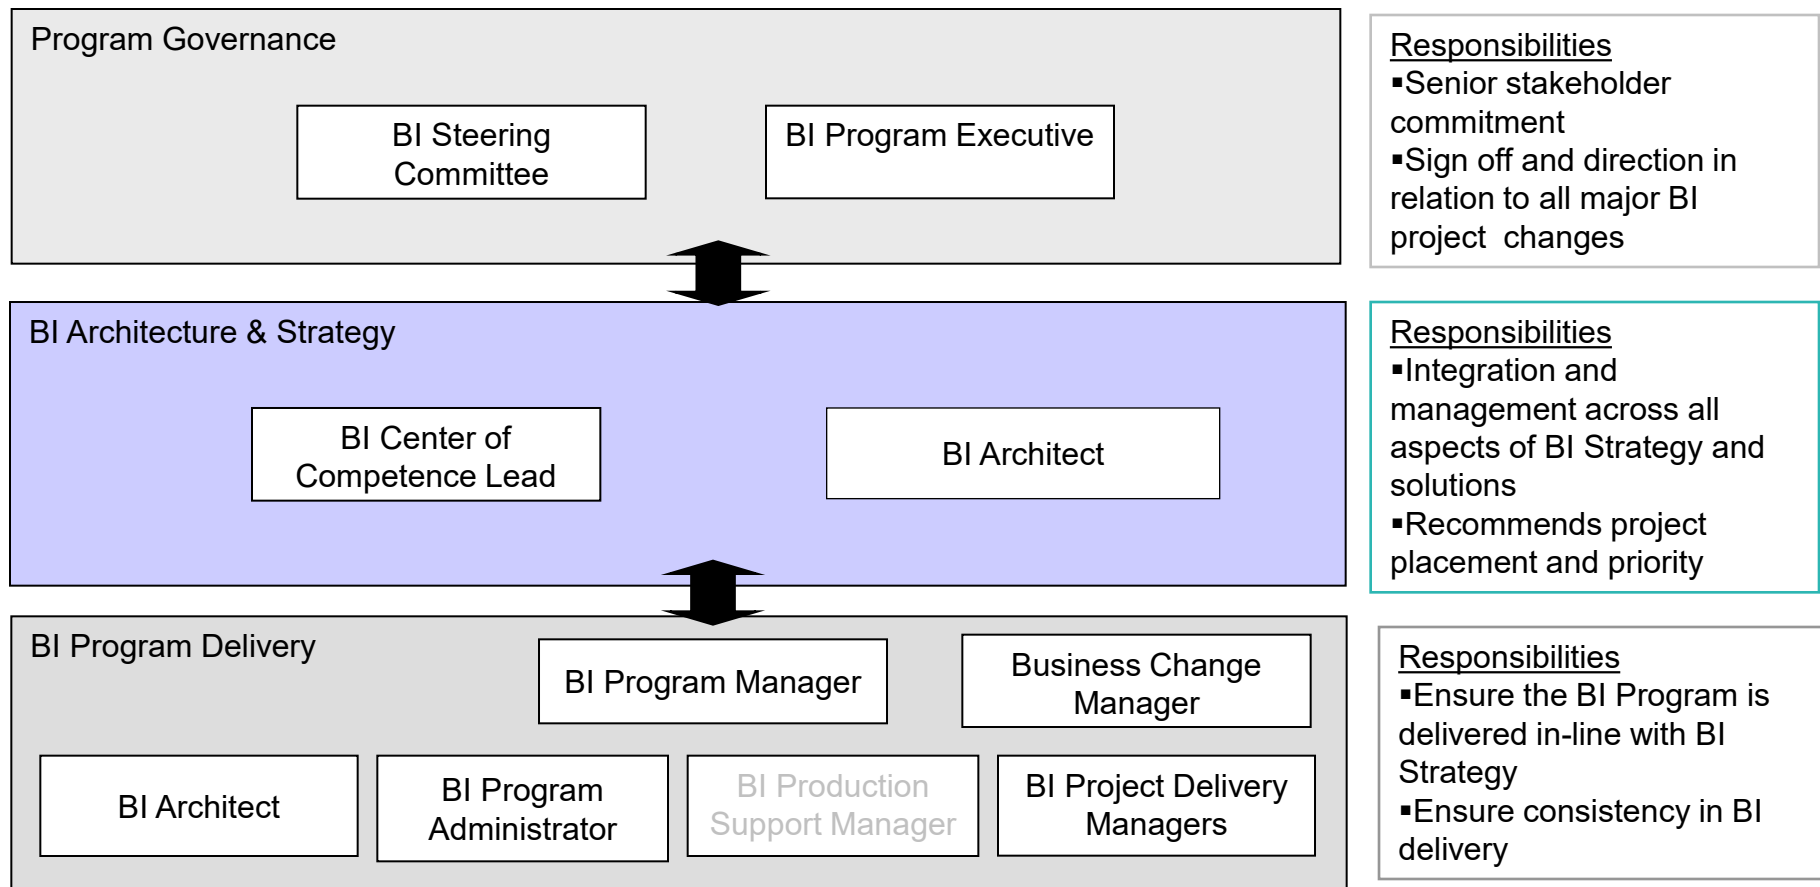 Program Governance
BI Steering
Committee
BI Program Executive
Responsibilities
▪Senior stakeholder
commitment
▪Sign off and direction in
relation to all major BI
project  changes
BI Architecture & Strategy
BI Center of
Competence Lead
BI Architect
Responsibilities
▪Integration and
management across all
aspects of BI Strategy and
solutions
▪Recommends project
placement and priority
BI Program Delivery
BI Program Manager
Business Change
Manager
BI Architect
BI Program
Administrator
BI Production
Support Manager
BI Project Delivery
Managers
Responsibilities
▪Ensure the BI Program is
delivered in-line with BI
Strategy
▪Ensure consistency in BI
delivery